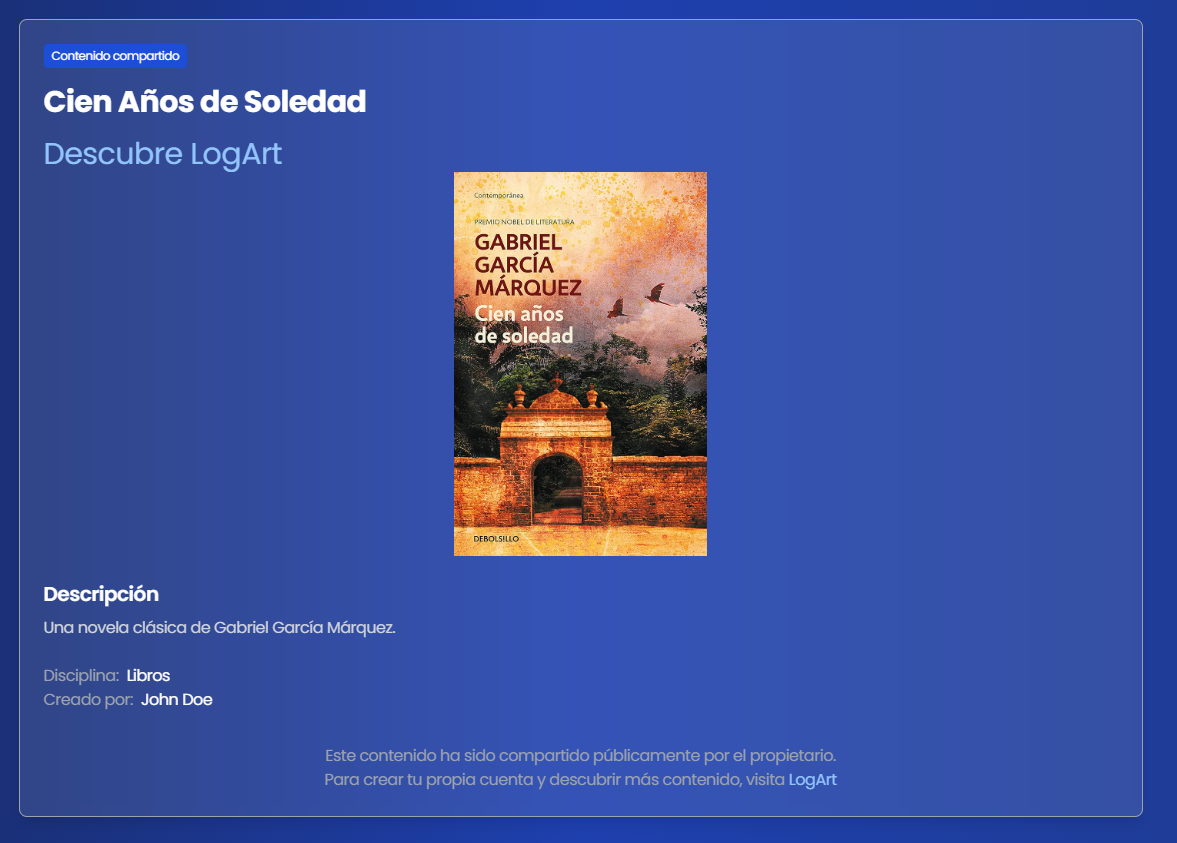 Contenido compartido
Cien Años de Soledad
Descubre LogArt
Contemporánea
PREMIO NOBEL DE LITERATURA
GABRIEL
GARCÍA
MÁRQUEZ
Cien años
de soledad
DEBOLSILLO
Descripción
Una novela clásica de Gabriel García Márquez.
Disciplina: Libros
Creado por: John Doe
Este contenido ha sido compartido públicamente por el propietario.
Para crear tu propia cuenta y descubrir más contenido, visita LogArt